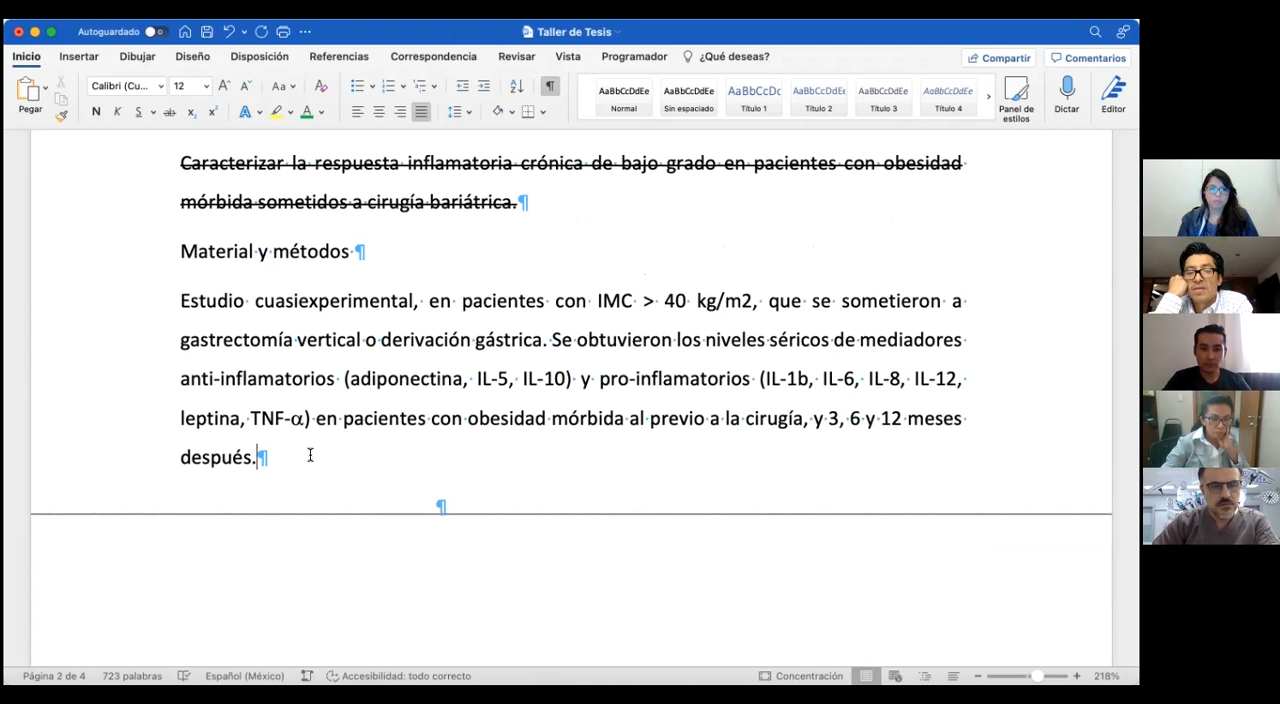 Autoguardado
Taller de Tesis
Inicio Insertar Dibujar Diseño Disposición Referencias Correspondencia Revisar Vista Programador ¿Qué deseas? Compartir Comentarios
Pegar
Calibri (Cu... 12
Aa
N K S ab A A
AaBbCcDdEe AaBbCcDdEe AaBbCcDc AaBbCcDdEe AaBbCcDdEe AaBbCcDdEe
Normal Sin espaciado Título 1 Título 2 Título 3 Título 4
Panel de estilos Dictar Editor
Caracterizar la respuesta inflamatoria crónica de bajo grado en pacientes con obesidad
mórbida sometidos a cirugía bariátrica.¶
Material y métodos ¶
Estudio cuasiexperimental, en pacientes con IMC > 40 kg/m2, que se sometieron a
gastrectomía vertical o derivación gástrica. Se obtuvieron los niveles séricos de mediadores
anti-inflamatorios (adiponectina, IL-5, IL-10) y pro-inflamatorios (IL-1b, IL-6, IL-8, IL-12,
leptina, TNF-α) en pacientes con obesidad mórbida al previo a la cirugía, y 3, 6 y 12 meses
después.¶
¶
Página 2 de 4 723 palabras Español (México) Accesibilidad: todo correcto Concentración 218%